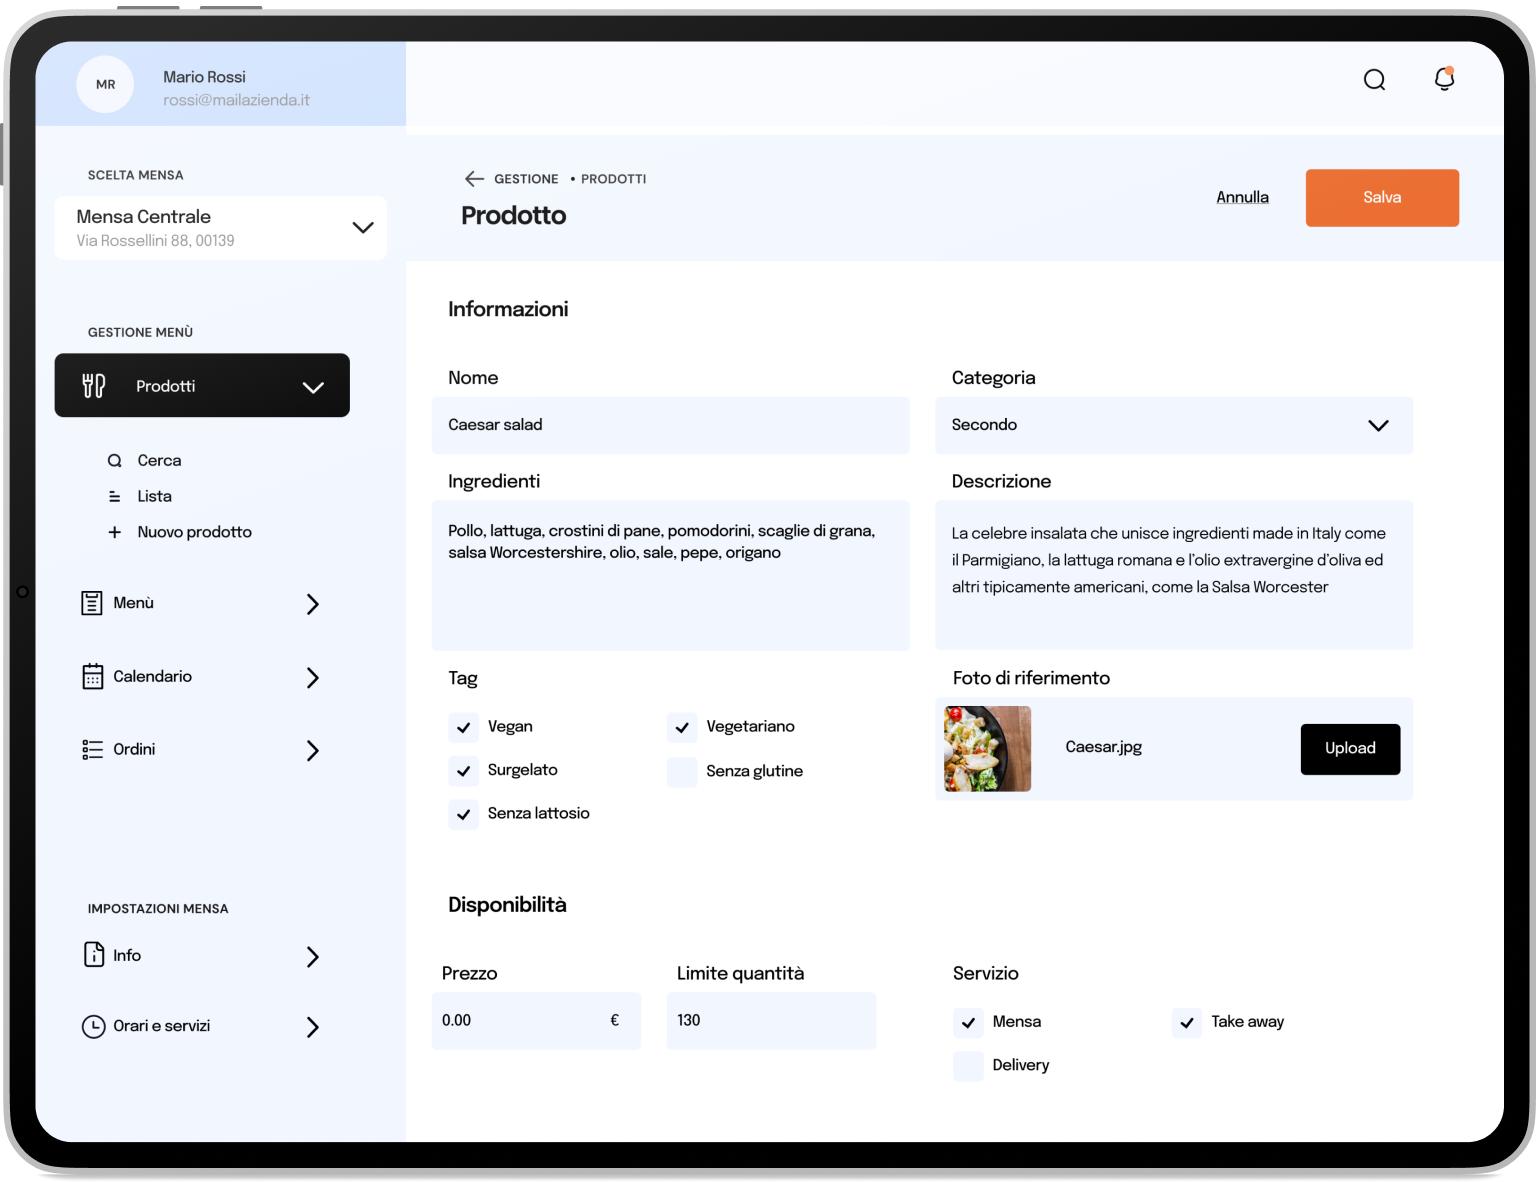 MR
Mario Rossi
rossi@mailazienda.it
SCELTA MENSA
Mensa Centrale
Via Rossellini 88, 00139
GESTIONE MENÙ
Prodotti
Cerca
Lista
Nuovo prodotto
Menù
Calendario
Ordini
IMPOSTAZIONI MENSA
Info
Orari e servizi
GESTIONE • PRODOTTI
Prodotto
Annulla
Salva
Informazioni
Nome
Caesar salad
Categoria
Secondo
Ingredienti
Pollo, lattuga, crostini di pane, pomodorini, scaglie di grana,
salsa Worcestershire, olio, sale, pepe, origano
Descrizione
La celebre insalata che unisce ingredienti made in Italy come
il Parmigiano, la lattuga romana e l'olio extravergine d'oliva ed
altri tipicamente americani, come la Salsa Worcester
Tag
Vegan
Vegetariano
Surgelato
Senza glutine
Senza lattosio
Foto di riferimento
Caesar.jpg
Upload
Disponibilità
Prezzo
0.00 €
Limite quantità
130
Servizio
Mensa
Take away
Delivery